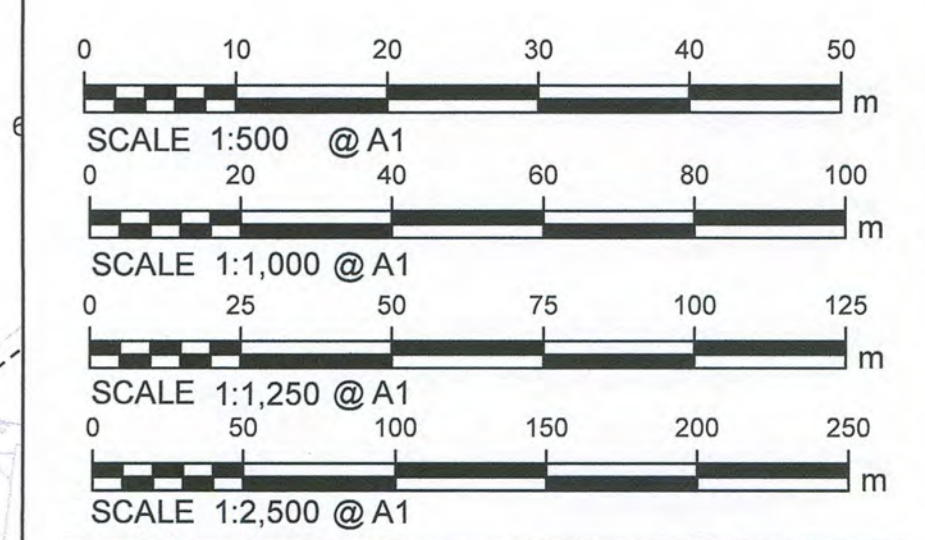 0 10 20 30 40 50
m
SCALE 1:500 @ A1
0 20 40 60 80 100
m
SCALE 1:1,000 @ A1
0 25 50 75 100 125
m
SCALE 1:1,250 @ A1
0 50 100 150 200 250
m
SCALE 1:2,500 @ A1